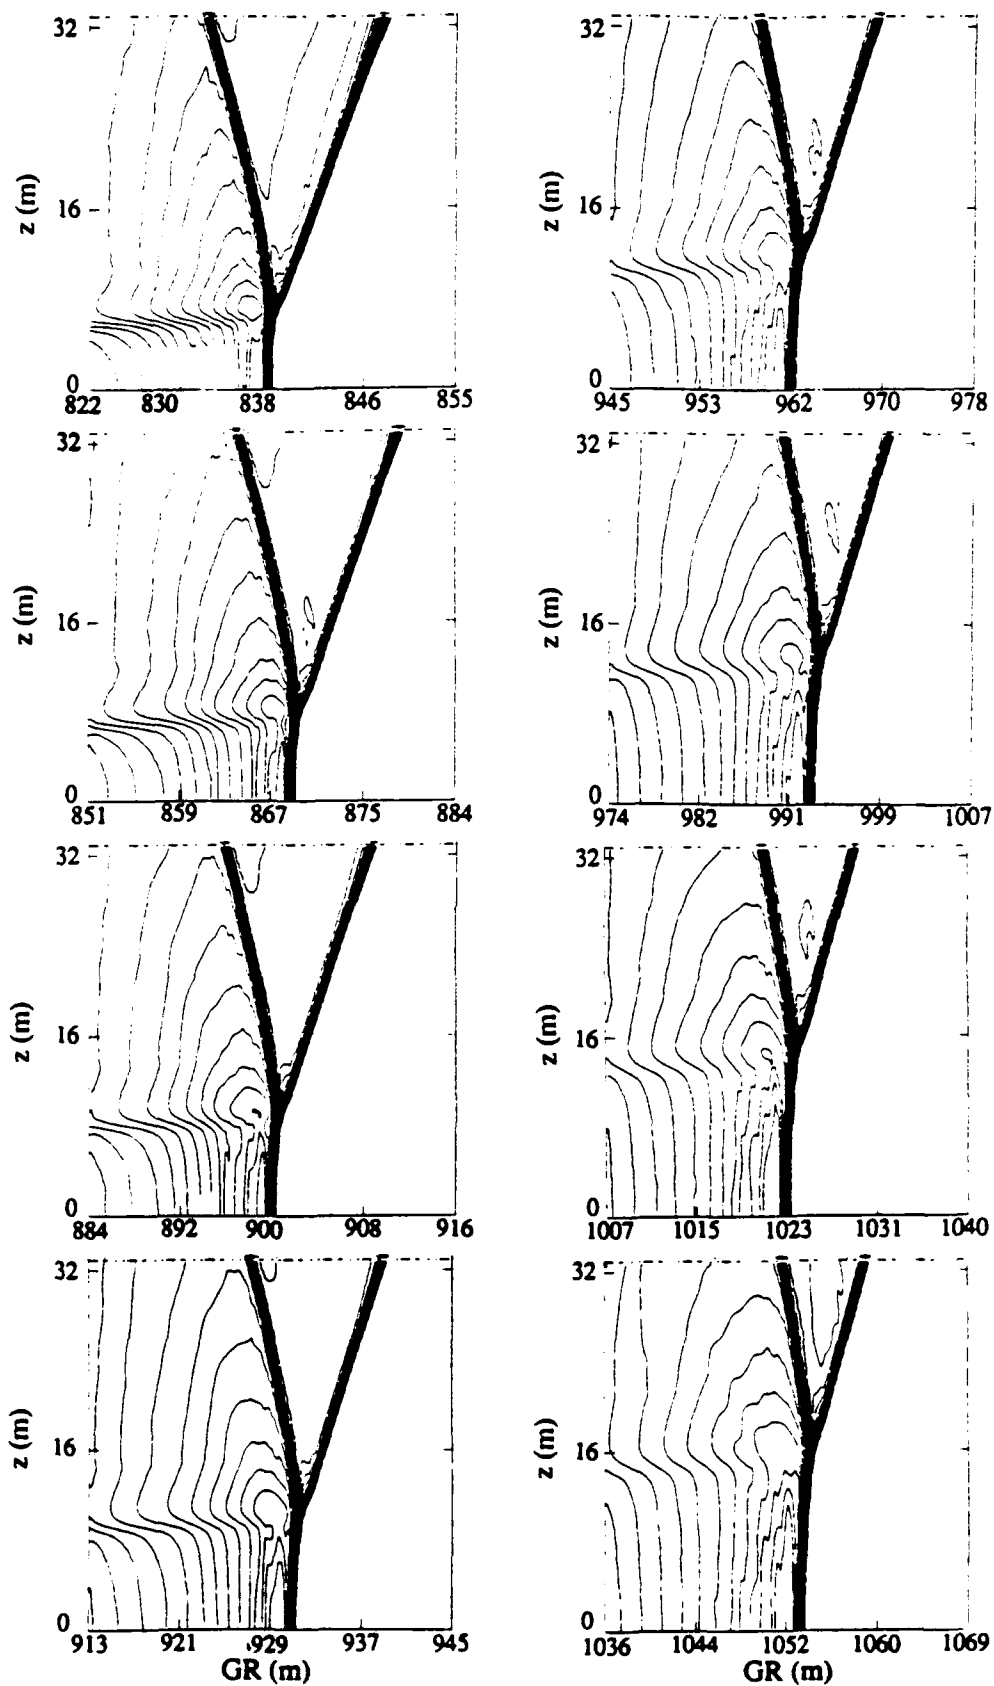 32
z (m)
16
0
822 830 838 846 855
32
z (m)
16
0
851 859 867 875 884
32
z (m)
16
0
884 892 900 908 916
32
z (m)
16
0
913 921 929 937 945
GR (m)
32
z (m)
16
0
945 953 962 970 978
32
z (m)
16
0
974 982 991 999 1007
32
z (m)
16
0
1007 1015 1023 1031 1040
32
z (m)
16
0
1036 1044 1052 1060 1069
GR (m)